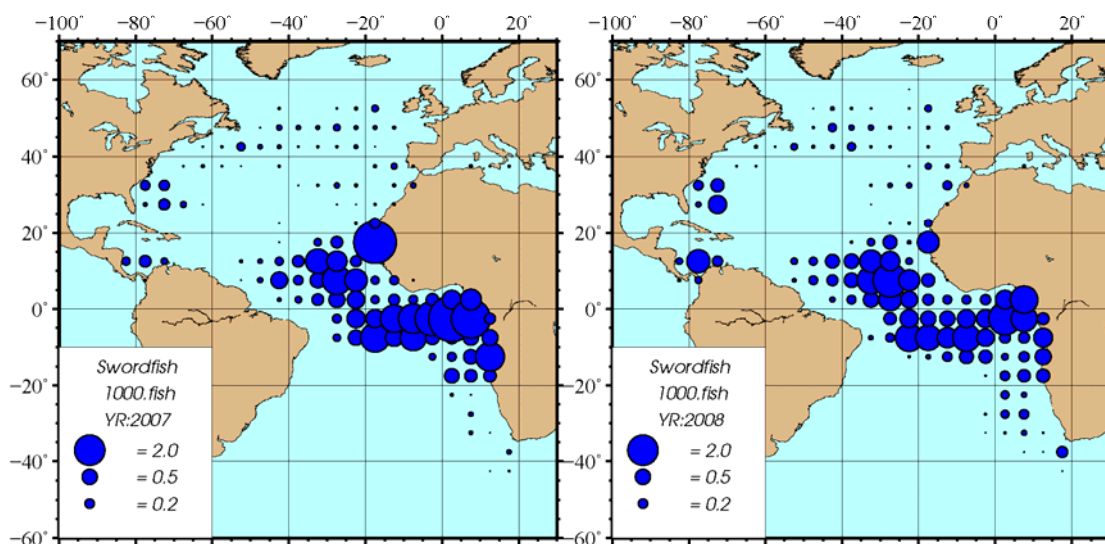 −100° −80° −60° −40° −20° 0° 20° −100° −80° −60° −40° −20° 0° 20°
60° 60°
40° 40°
20° 20°
0° 0°
−20° −20°
−40° −40°
−60° −60°
Swordfish
1000.fish
YR:2007
= 2.0
= 0.5
= 0.2
Swordfish
1000.fish
YR:2008
= 2.0
= 0.5
= 0.2